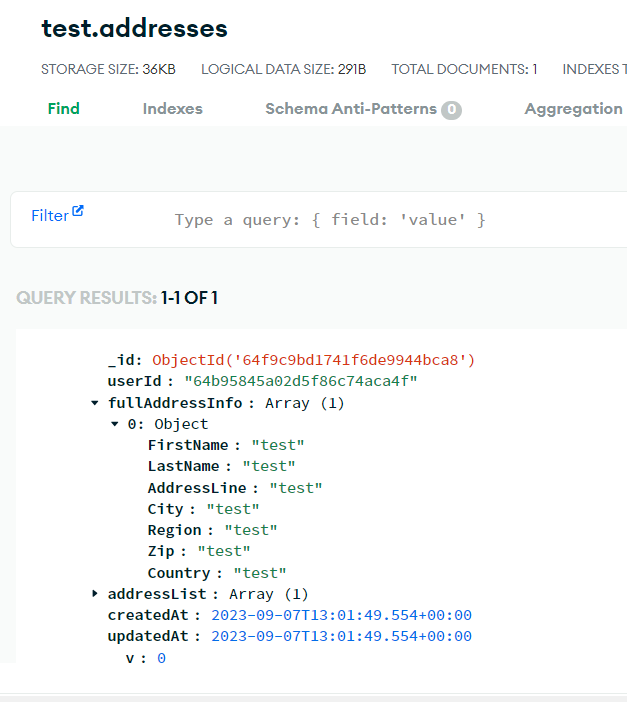 test.addresses
STORAGE SIZE: 36KB LOGICAL DATA SIZE: 291B TOTAL DOCUMENTS: 1 INDEXES T
Find Indexes Schema Anti-Patterns 0 Aggregation
Filter Type a query: { field: 'value' }
QUERY RESULTS: 1-1 OF 1
_id: ObjectId('64f9c9bd1741f6de9944bca8')
userId : "64b95845a02d5f86c74aca4f"
fullAddressInfo : Array (1)
0: Object
FirstName : "test"
LastName : "test"
AddressLine : "test"
City : "test"
Region : "test"
Zip : "test"
Country : "test"
addressList : Array (1)
createdAt : 2023-09-07T13:01:49.554+00:00
updatedAt : 2023-09-07T13:01:49.554+00:00
v : 0